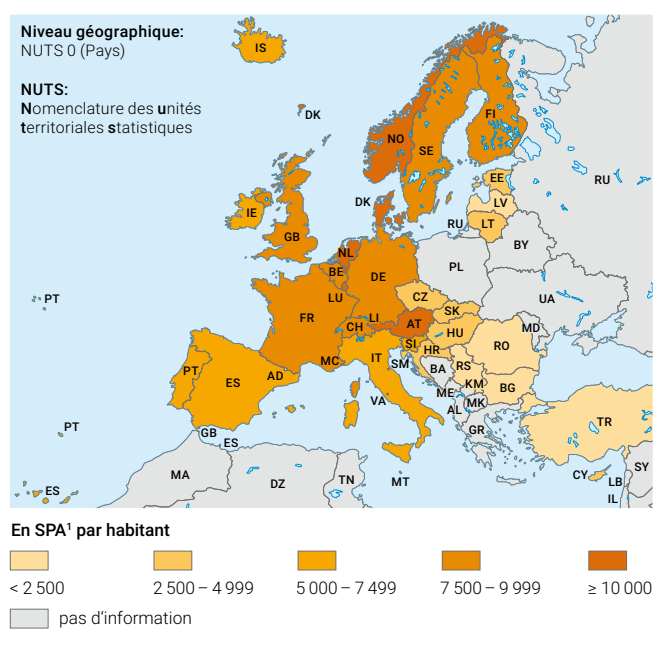 Niveau géographique:
NUTS 0 (Pays)
NUTS:
Nomenclature des unités
territoriales statistiques
IS
DK
NO
SE
FI
RU
EE
LV
LT
DK
RU
BY
IE
GB
NL
BE
LU
DE
PL
UA
PT
FR
CZ
SK
LI
AT
CH
HU
MD
SI
HR
RO
IT
SM
BA
RS
MC
PT
ES
AD
KM
BG
ME
MK
AL
VA
GR
TR
PT
GB
ES
CY
LB
IL
SY
ES
MA
DZ
TN
MT
En SPA¹ par habitant
< 2 500
2 500 – 4 999
5 000 – 7 499
7 500 – 9 999
≥ 10 000
pas d'information